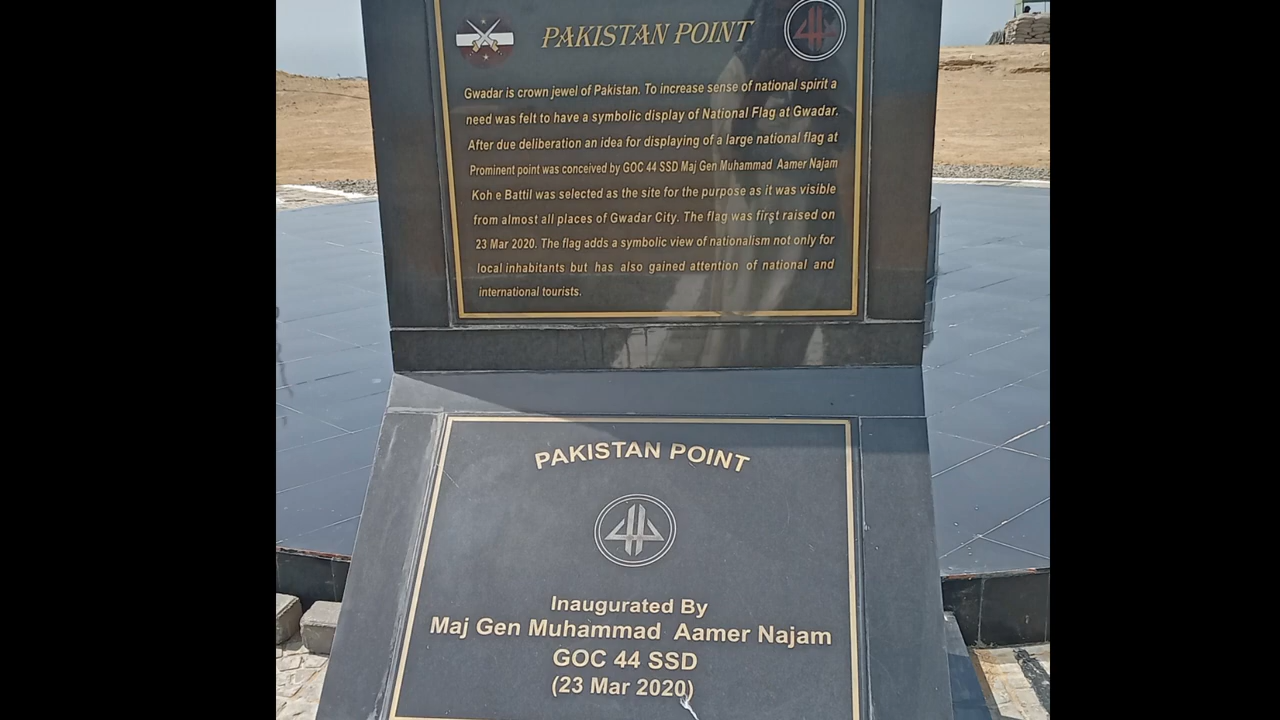 PAKISTAN POINT
Gwadar is crown jewel of Pakistan. To increase sense of national spirit a
need was felt to have a symbolic display of National Flag at Gwadar.
After due deliberation an idea for displaying of a large national flag at
Prominent point was conceived by GOC 44 SSD Maj Gen Muhammad Aamer Najam
Koh e Battil was selected as the site for the purpose as it was visible
from almost all places of Gwadar City. The flag was first raised on
23 Mar 2020. The flag adds a symbolic view of nationalism not only for
local inhabitants but has also gained attention of national and
international tourists.
PAKISTAN POINT
44
Inaugurated By
Maj Gen Muhammad Aamer Najam
GOC 44 SSD
(23 Mar 2020)